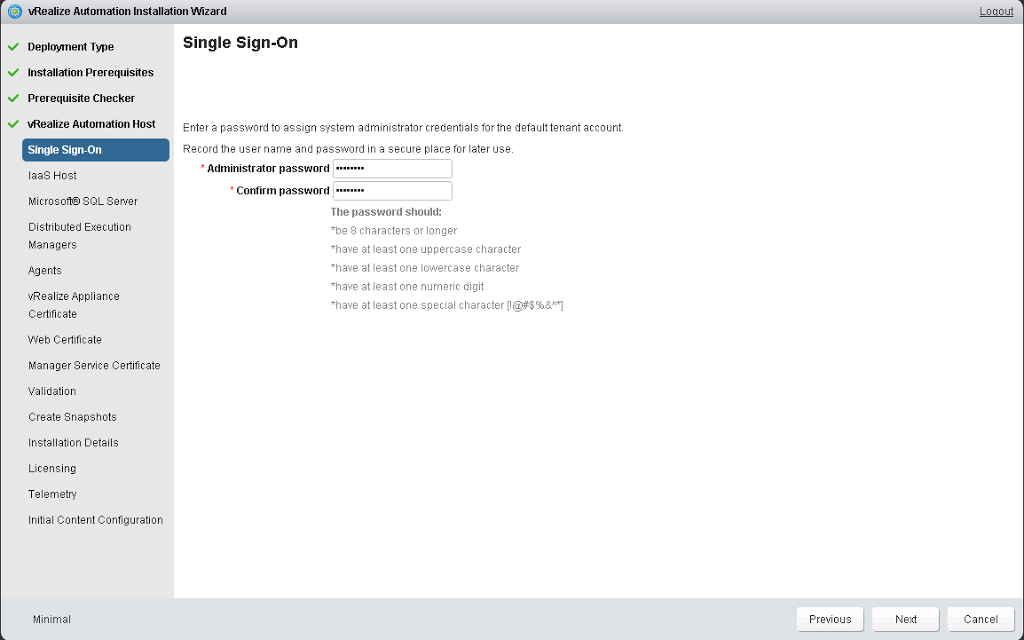 vRealize Automation Installation Wizard
Logout
Deployment Type
Installation Prerequisites
Prerequisite Checker
vRealize Automation Host
Single Sign-On
IaaS Host
Microsoft® SQL Server
Distributed Execution
Managers
Agents
vRealize Appliance
Certificate
Web Certificate
Manager Service Certificate
Validation
Create Snapshots
Installation Details
Licensing
Telemetry
Initial Content Configuration
Single Sign-On
Enter a password to assign system administrator credentials for the default tenant account.
Record the user name and password in a secure place for later use.
* Administrator password ••••••••
* Confirm password ••••••••
The password should:
*be 8 characters or longer
*have at least one uppercase character
*have at least one lowercase character
*have at least one numeric digit
*have at least one special character [!@#$%&^*]
Minimal
Previous
Next
Cancel